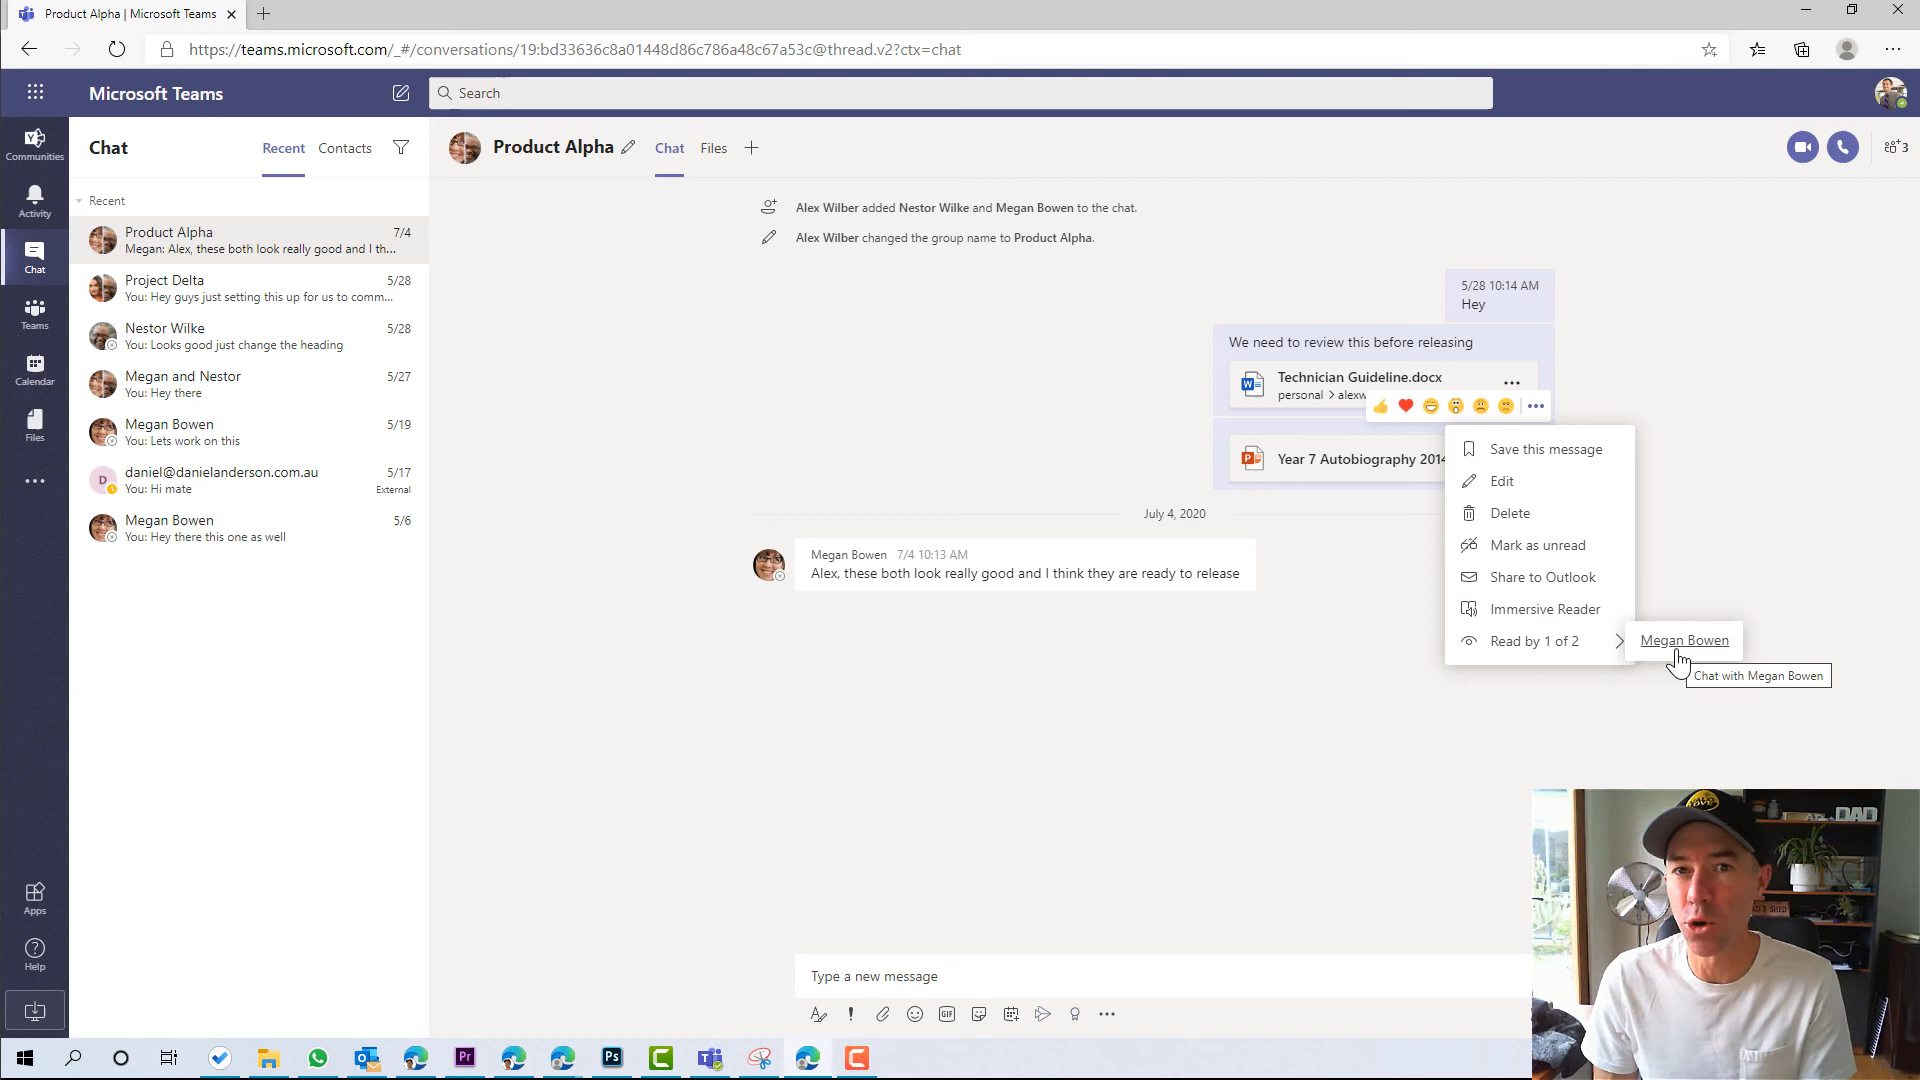 Product Alpha | Microsoft Teams
https://teams.microsoft.com/_#/conversations/19:bd33636c8a01448d86c786a48c67a53c@thread.v2?ctx=chat
Microsoft Teams
Search
Communities
Activity
Chat
Teams
Calendar
Files
Apps
Help
Chat
Recent
Contacts
Recent
Product Alpha 7/4
Megan: Alex, these both look really good and I th...
Project Delta 5/28
You: Hey guys just setting this up for us to comm...
Nestor Wilke 5/28
You: Looks good just change the heading
Megan and Nestor 5/27
You: Hey there
Megan Bowen 5/19
You: Lets work on this
D
daniel@danielanderson.com.au 5/17
You: Hi mate External
Megan Bowen 5/6
You: Hey there this one as well
Product Alpha
Chat
Files
3
Alex Wilber added Nestor Wilke and Megan Bowen to the chat.
Alex Wilber changed the group name to Product Alpha.
5/28 10:14 AM
Hey
We need to review this before releasing
Technician Guideline.docx
personal > alexw
Year 7 Autobiography 2014
July 4, 2020
Megan Bowen 7/4 10:13 AM
Alex, these both look really good and I think they are ready to release
Save this message
Edit
Delete
Mark as unread
Share to Outlook
Immersive Reader
Read by 1 of 2
Megan Bowen
Chat with Megan Bowen
Type a new message
GIF
DAD
Pr
Ps